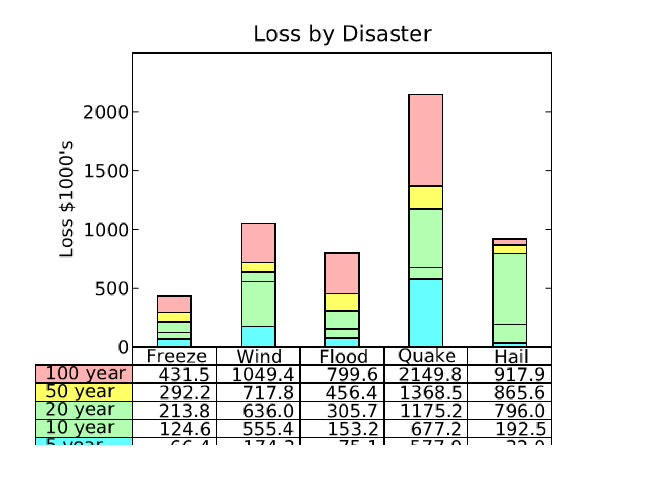 Loss by Disaster
Loss $1000's
2000
1500
1000
500
0
Freeze Wind Flood Quake Hail
100 year 431.5 1049.4 799.6 2149.8 917.9
50 year 292.2 717.8 456.4 1368.5 865.6
20 year 213.8 636.0 305.7 1175.2 796.0
10 year 124.6 555.4 153.2 677.2 192.5
5 year